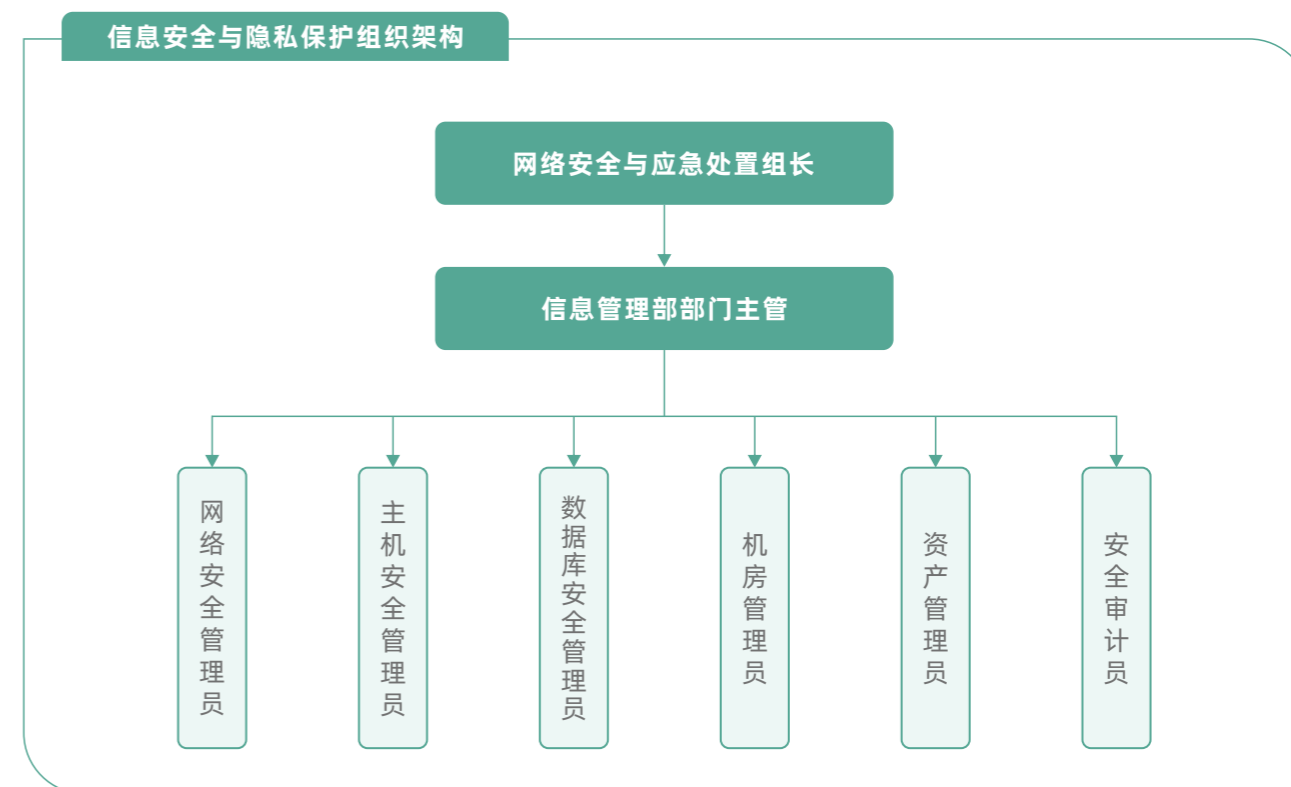 信息安全与隐私保护组织架构
网络安全与应急处置组长
信息管理部部门主管
网络安全管理员
主机安全管理员
数据库安全管理员
机房管理员
资产管理员
安全审计员